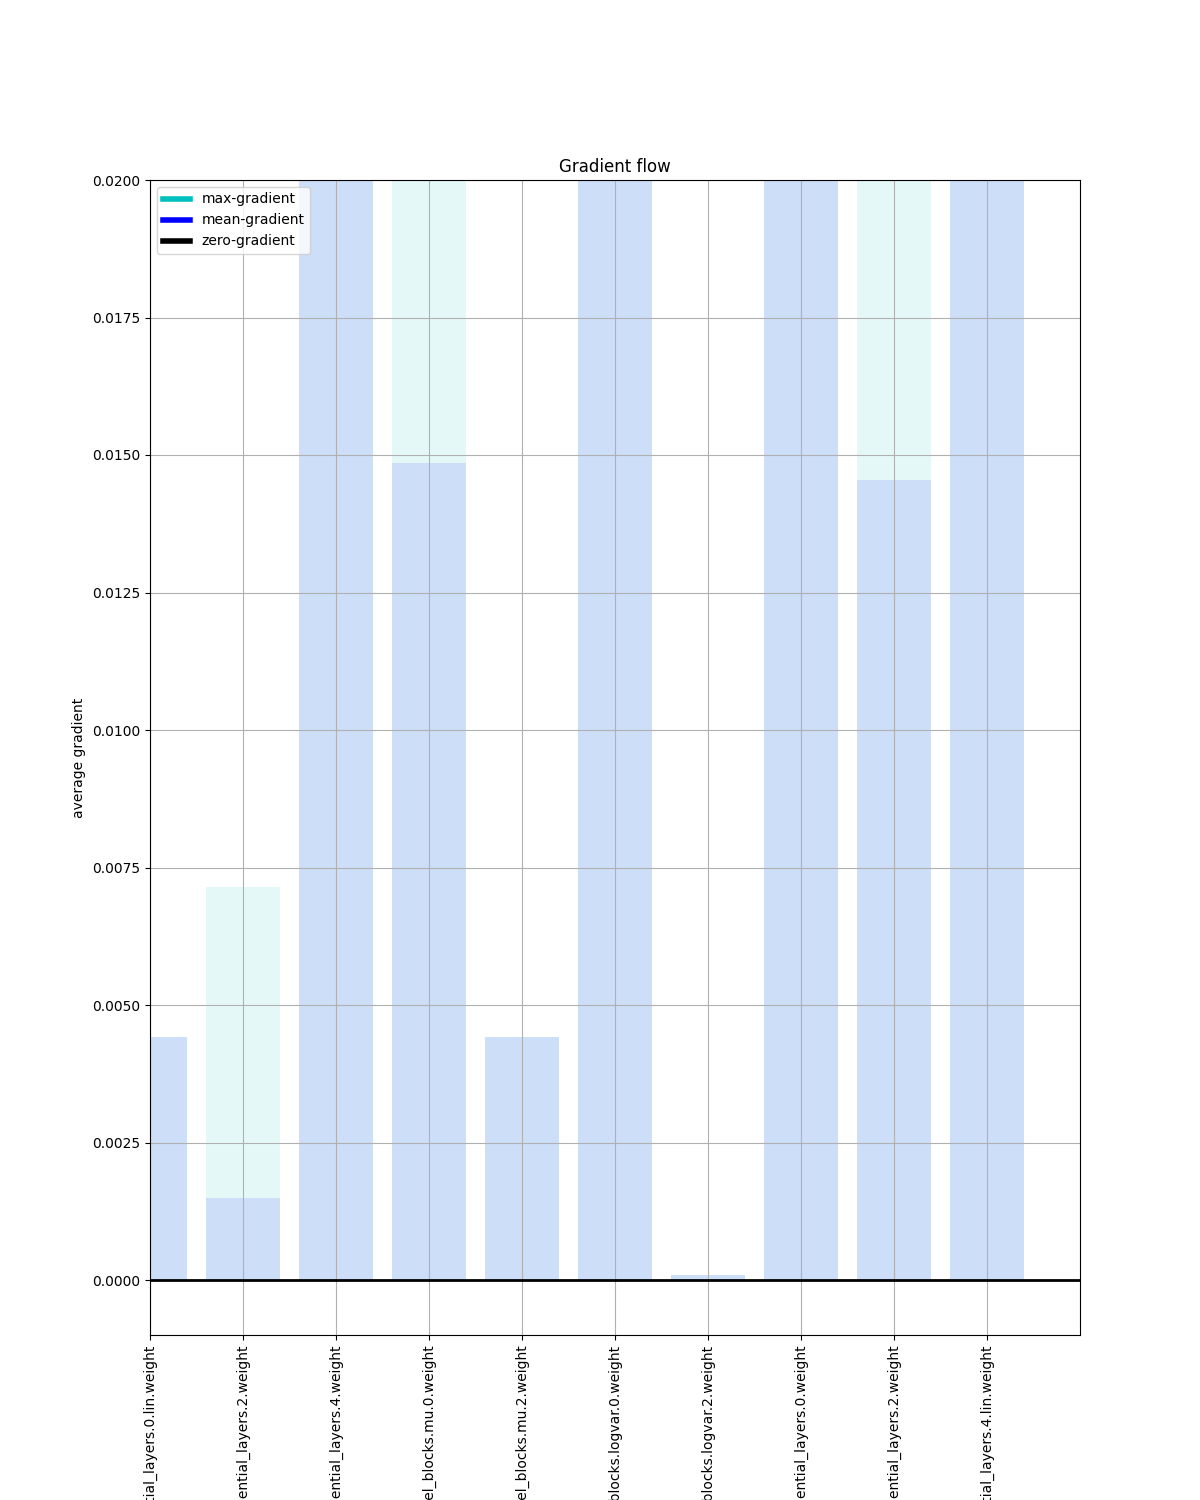 Gradient flow
max-gradient
mean-gradient
zero-gradient
0.0200
0.0175
0.0150
0.0125
0.0100
0.0075
0.0050
0.0025
0.0000
average gradient
tial_layers.0.lin.weight
ential_layers.2.weight
ential_layers.4.weight
el_blocks.mu.0.weight
el_blocks.mu.2.weight
blocks.logvar.0.weight
blocks.logvar.2.weight
ential_layers.0.weight
ential_layers.2.weight
tial_layers.4.lin.weight